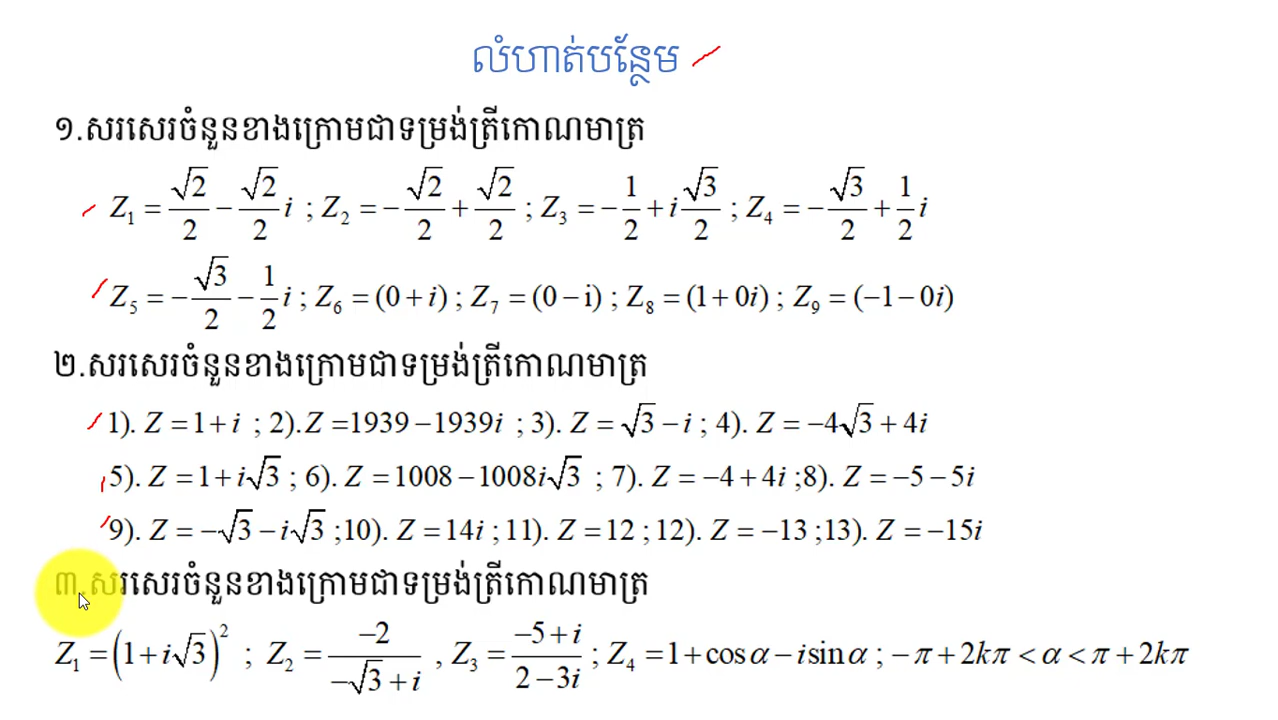 លំហាត់បន្ថែម
១.សរសេរចំនួនខាងក្រោមជាទម្រង់ត្រីកោណមាត្រ
Z₁ = √2/2 − √2/2 i ; Z₂ = −√2/2 + √2/2 ; Z₃ = −1/2 + i √3/2 ; Z₄ = −√3/2 + 1/2 i
Z₅ = −√3/2 − 1/2 i ; Z₆ = (0 + i) ; Z₇ = (0 − i) ; Z₈ = (1 + 0i) ; Z₉ = (−1 − 0i)
២.សរសេរចំនួនខាងក្រោមជាទម្រង់ត្រីកោណមាត្រ
1). Z = 1 + i ; 2). Z = 1939 − 1939i ; 3). Z = √3 − i ; 4). Z = −4√3 + 4i
5). Z = 1 + i√3 ; 6). Z = 1008 − 1008i√3 ; 7). Z = −4 + 4i ;8). Z = −5 − 5i
9). Z = −√3 − i√3 ;10). Z = 14i ; 11). Z = 12 ; 12). Z = −13 ;13). Z = −15i
៣.សរសេរចំនួនខាងក្រោមជាទម្រង់ត្រីកោណមាត្រ
Z₁ = (1 + i√3)² ; Z₂ = −2/(−√3 + i) , Z₃ = (−5 + i)/(2 − 3i) ; Z₄ = 1 + cos α − i sin α ; −π + 2kπ < α < π + 2kπ